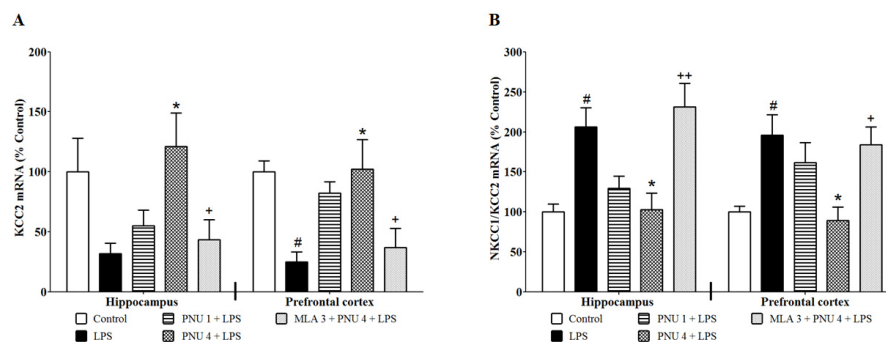 A
KCC2 mRNA (% Control)
200
150
100
50
0
*
*
#
+
+
Hippocampus
Prefrontal cortex
Control
PNU 1 + LPS
MLA 3 + PNU 4 + LPS
LPS
PNU 4 + LPS
B
NKCC1/KCC2 mRNA (% Control)
300
250
200
150
100
50
0
++
#
#
+
*
*
Hippocampus
Prefrontal cortex
Control
PNU 1 + LPS
MLA 3 + PNU 4 + LPS
LPS
PNU 4 + LPS